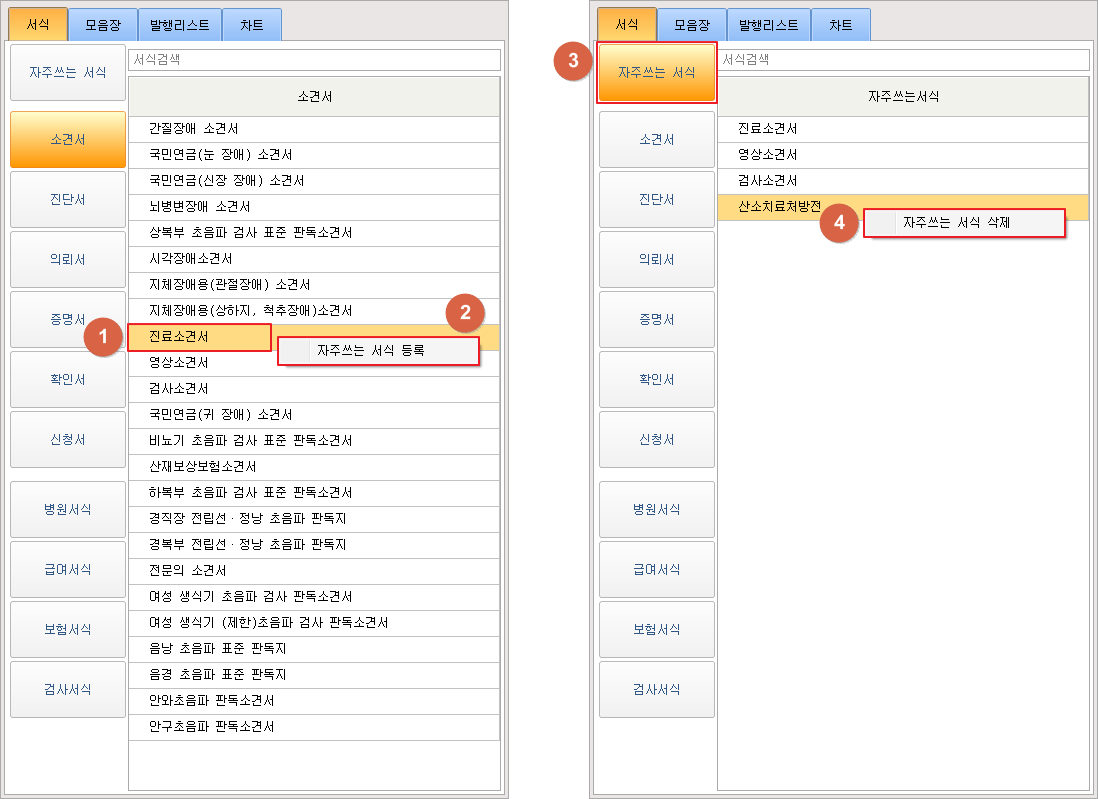 서식 모음장 발행리스트 차트
자주쓰는 서식
소견서
진단서
의뢰서
증명서
확인서
신청서
병원서식
급여서식
보험서식
검사서식
서식검색
소견서
간질장애 소견서
국민연금(눈 장애) 소견서
국민연금(신장 장애) 소견서
뇌병변장애 소견서
상복부 초음파 검사 표준 판독소견서
시각장애소견서
지체장애용(관절장애) 소견서
지체장애용(상하지, 척추장애)소견서
진료소견서
영상소견서
검사소견서
국민연금(귀 장애) 소견서
비뇨기 초음파 검사 표준 판독소견서
산재보상보험소견서
하복부 초음파 검사 표준 판독소견서
경직장 전립선·정낭 초음파 판독지
경복부 전립선·정낭 초음파 판독지
전문의 소견서
여성 생식기 초음파 검사 판독소견서
여성 생식기 (제한)초음파 검사 판독소견서
음낭 초음파 표준 판독지
음경 초음파 표준 판독지
안와초음파 판독소견서
안구초음파 판독소견서
1
2
자주쓰는 서식 등록
서식 모음장 발행리스트 차트
3
자주쓰는 서식
소견서
진단서
의뢰서
증명서
확인서
신청서
병원서식
급여서식
보험서식
검사서식
서식검색
자주쓰는서식
진료소견서
영상소견서
검사소견서
산소치료처방전
4
자주쓰는 서식 삭제